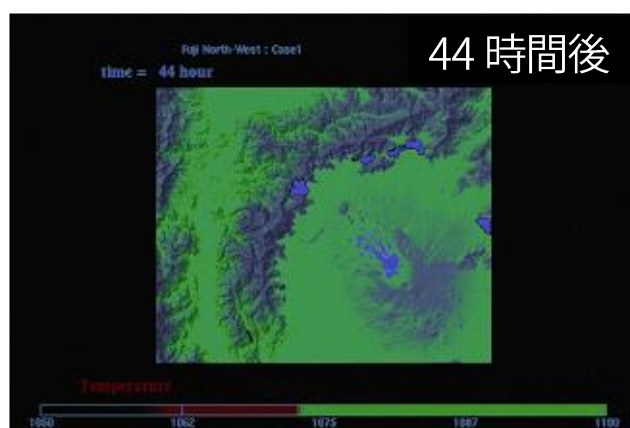 44 時間後
Fuji North-West : Case1
time = 44 hour
Temperature
1050 1062 1075 1087 1100